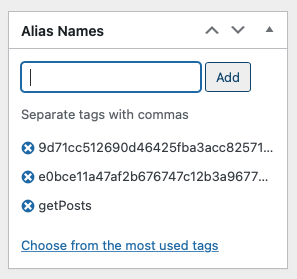 Alias Names
Add
Separate tags with commas
9d71cc512690d46425fba3acc82571...
e0bce11a47af2b676747c12b3a9677...
getPosts
Choose from the most used tags